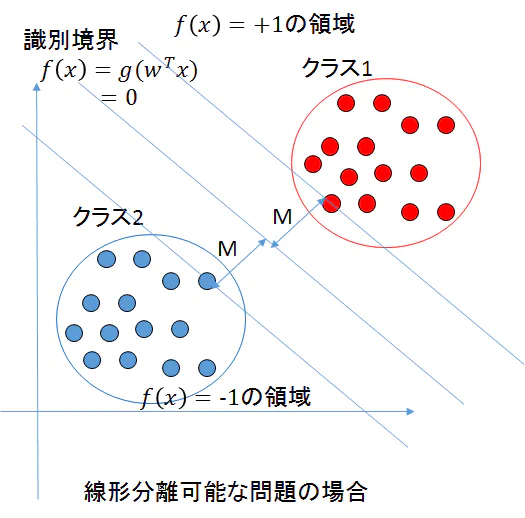 f(x) = +1の領域
識別境界
f(x) = g(wᵀx)
= 0
クラス1
M
クラス2
M
f(x) = -1の領域
線形分離可能な問題の場合